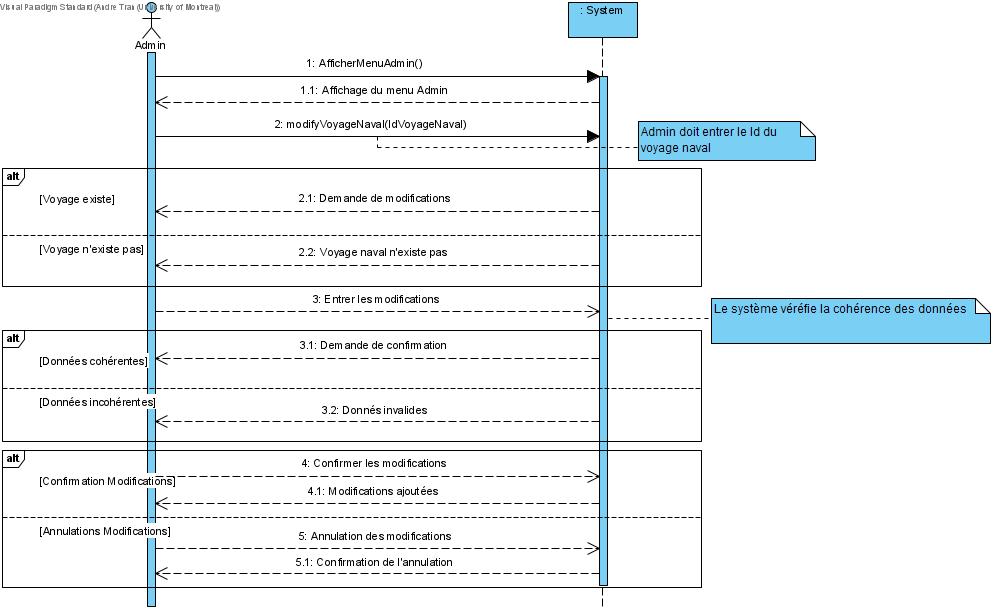 Visual Paradigm Standard(Andre Tran(University of Montreal))
: System
Admin
1: AfficherMenuAdmin()
1.1: Affichage du menu Admin
2: modifyVoyageNaval(IdVoyageNaval)
Admin doit entrer le Id du
voyage naval
alt
[Voyage existe]
2.1: Demande de modifications
[Voyage n'existe pas]
2.2: Voyage naval n'existe pas
3: Entrer les modifications
Le système véréfie la cohérence des données
alt
3.1: Demande de confirmation
[Données cohérentes]
[Données incohérentes]
3.2: Donnés invalides
alt
4: Confirmer les modifications
[Confirmation Modifications]
4.1: Modifications ajoutées
[Annulations Modifications]
5: Annulation des modifications
5.1: Confirmation de l'annulation